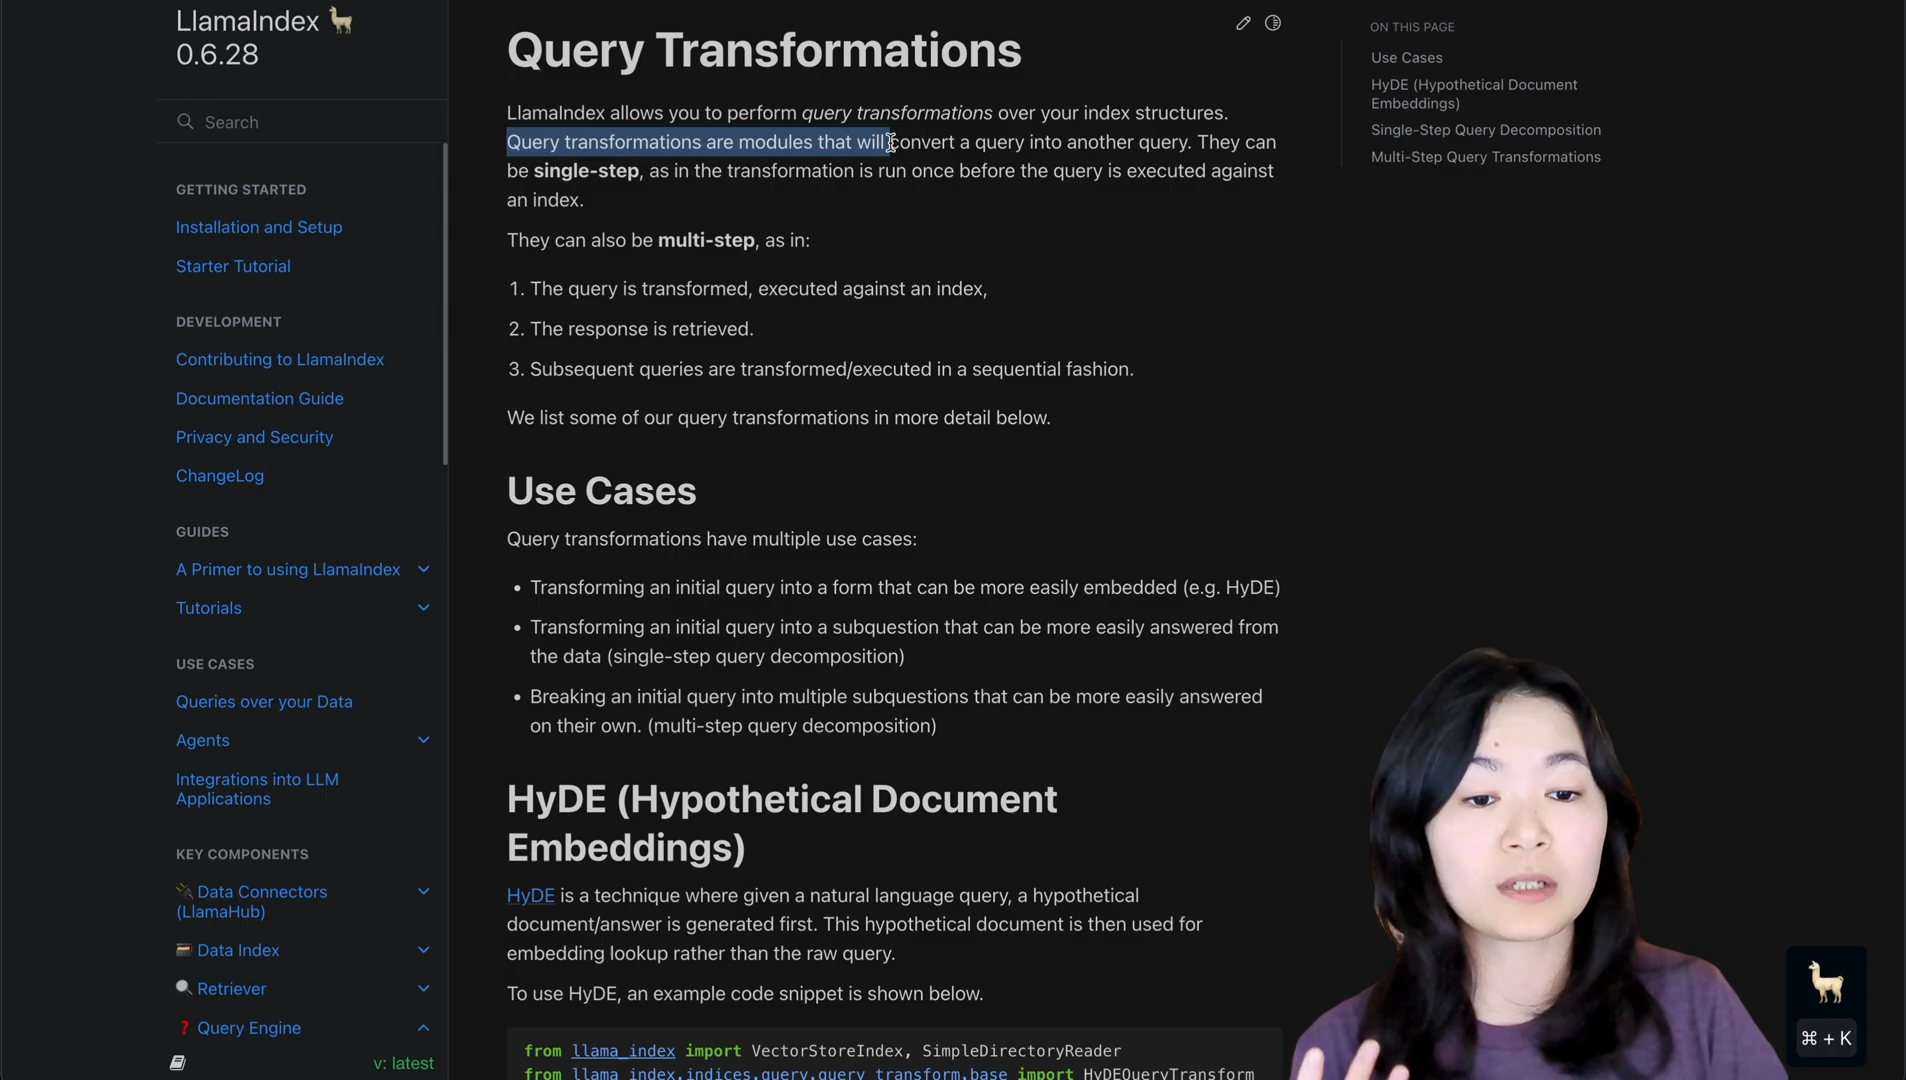 LlamaIndex 🦙
0.6.28
Search
GETTING STARTED
Installation and Setup
Starter Tutorial
DEVELOPMENT
Contributing to LlamaIndex
Documentation Guide
Privacy and Security
ChangeLog
GUIDES
A Primer to using LlamaIndex
Tutorials
USE CASES
Queries over your Data
Agents
Integrations into LLM
Applications
KEY COMPONENTS
🔌 Data Connectors
(LlamaHub)
🗃️ Data Index
🔍 Retriever
❓ Query Engine
v: latest
Query Transformations
LlamaIndex allows you to perform query transformations over your index structures.
Query transformations are modules that will convert a query into another query. They can
be single-step, as in the transformation is run once before the query is executed against
an index.
They can also be multi-step, as in:
1. The query is transformed, executed against an index,
2. The response is retrieved.
3. Subsequent queries are transformed/executed in a sequential fashion.
We list some of our query transformations in more detail below.
Use Cases
Query transformations have multiple use cases:
• Transforming an initial query into a form that can be more easily embedded (e.g. HyDE)
• Transforming an initial query into a subquestion that can be more easily answered from
the data (single-step query decomposition)
• Breaking an initial query into multiple subquestions that can be more easily answered
on their own. (multi-step query decomposition)
HyDE (Hypothetical Document
Embeddings)
HyDE is a technique where given a natural language query, a hypothetical
document/answer is generated first. This hypothetical document is then used for
embedding lookup rather than the raw query.
To use HyDE, an example code snippet is shown below.
from llama_index import VectorStoreIndex, SimpleDirectoryReader
from llama_index.indices.query.query_transform.base import HyDEQueryTransform
ON THIS PAGE
Use Cases
HyDE (Hypothetical Document
Embeddings)
Single-Step Query Decomposition
Multi-Step Query Transformations
⌘ + K